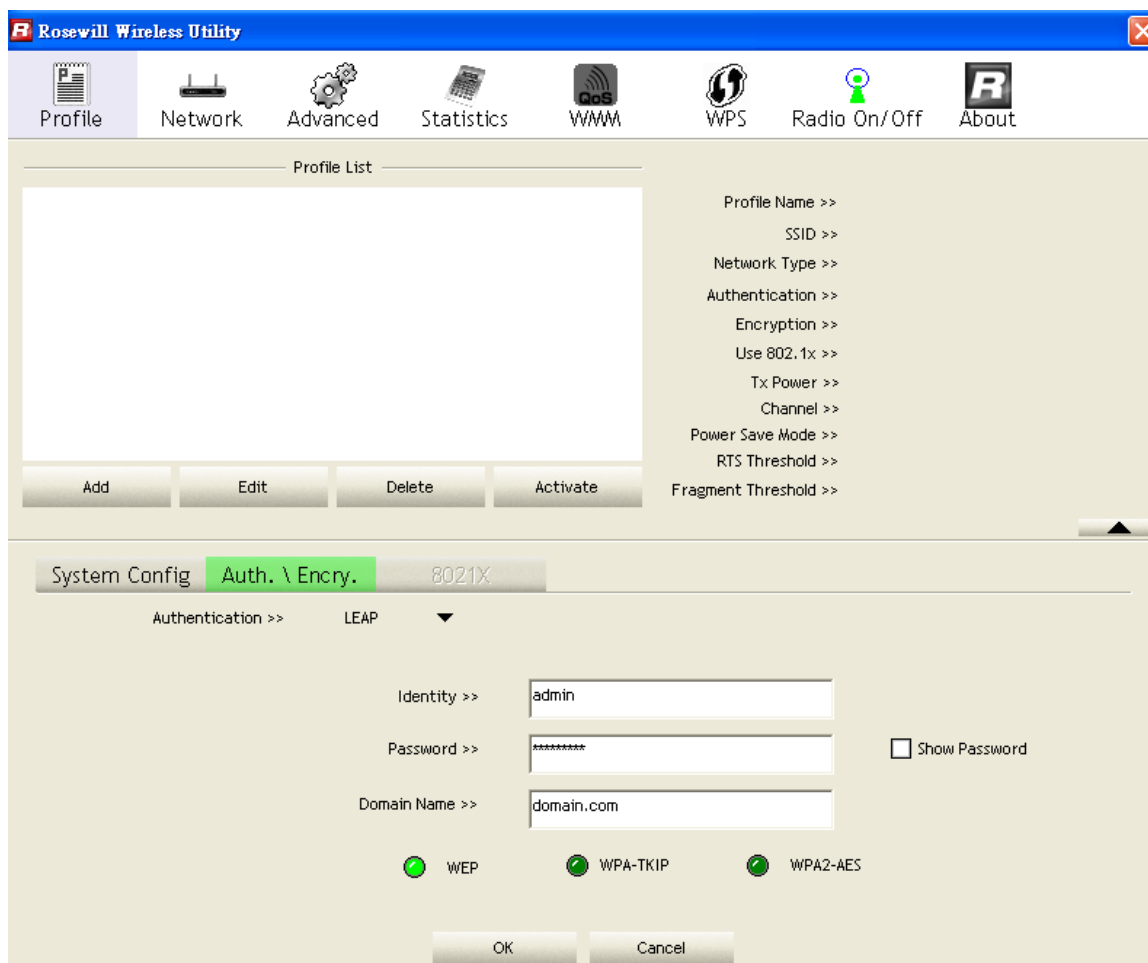 R Rosewill Wireless Utility
Profile
Network
Advanced
Statistics
QoS
WMM
WPS
Radio On/Off
R
About
Profile List
Profile Name >>
SSID >>
Network Type >>
Authentication >>
Encryption >>
Use 802.1x >>
Tx Power >>
Channel >>
Power Save Mode >>
RTS Threshold >>
Fragment Threshold >>
Add
Edit
Delete
Activate
System Config
Auth. \ Encry.
8021X
Authentication >> LEAP
Identity >> admin
Password >> *********
Show Password
Domain Name >> domain.com
WEP
WPA-TKIP
WPA2-AES
OK
Cancel